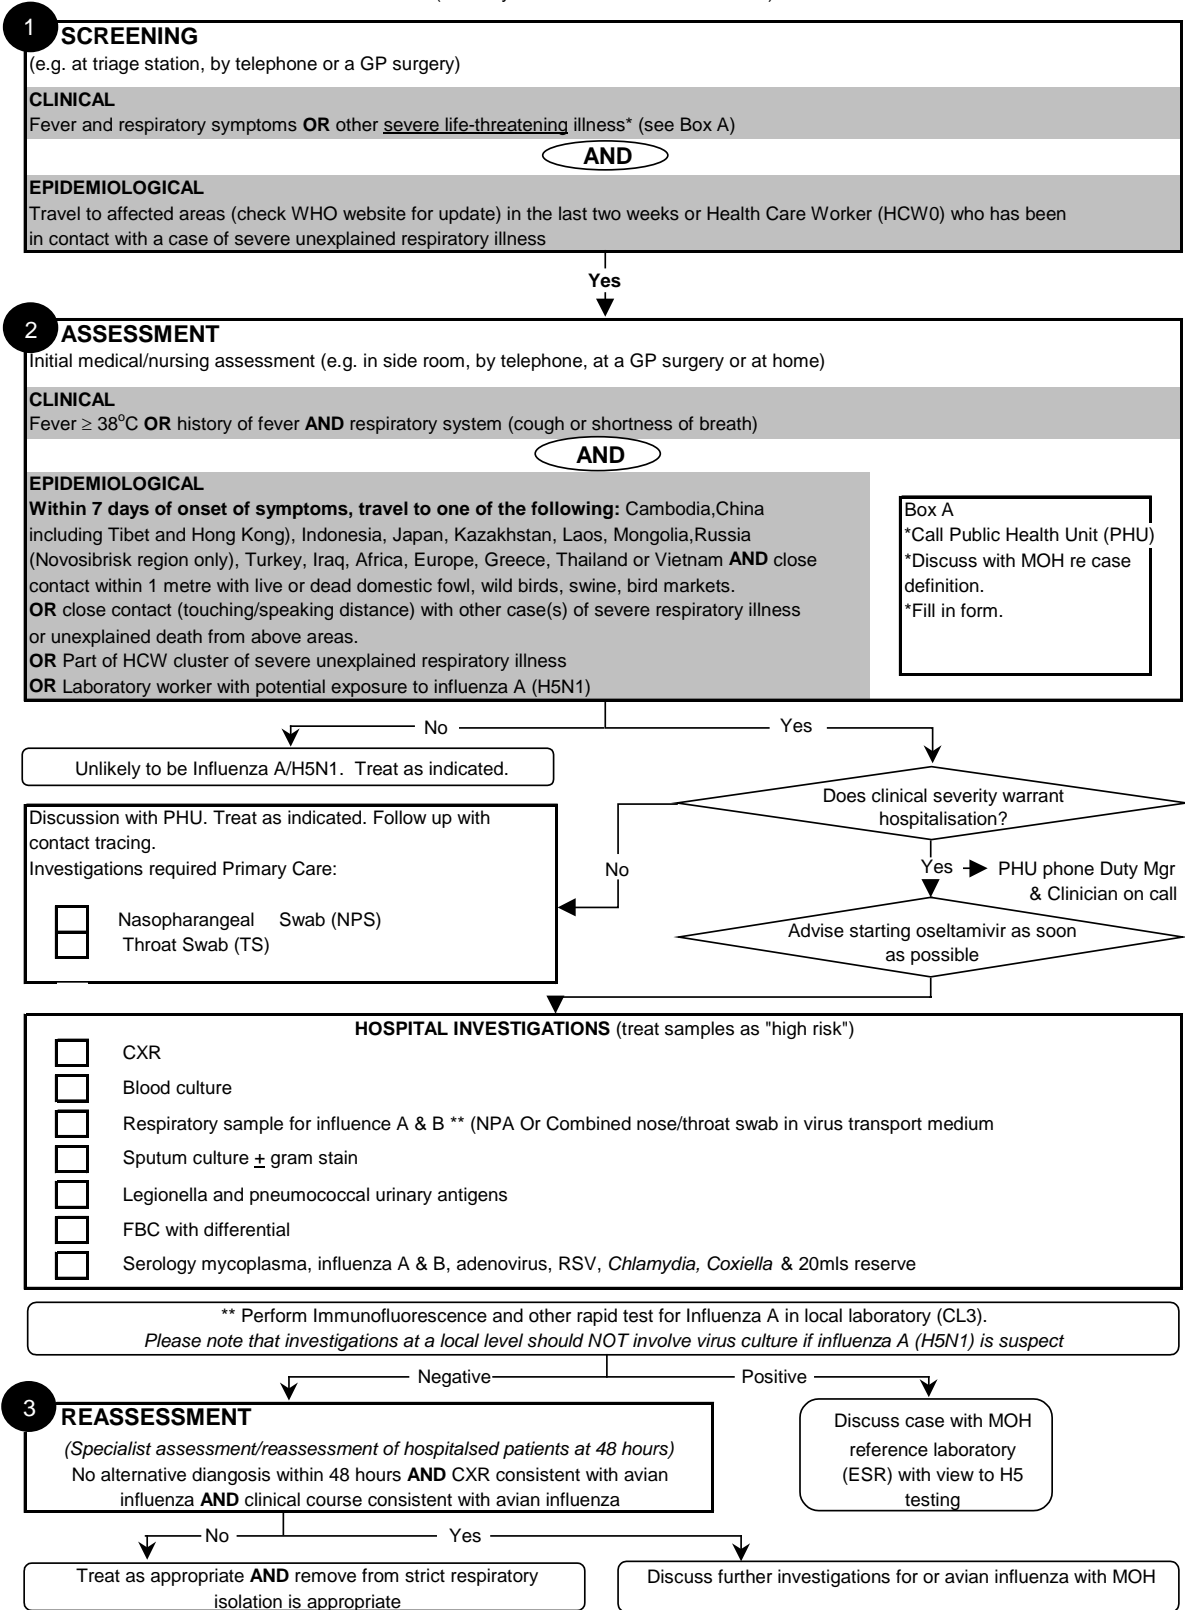 1
SCREENING
(e.g. at triage station, by telephone or a GP surgery)
CLINICAL
Fever and respiratory symptoms OR other severe life-threatening illness* (see Box A)
AND
EPIDEMIOLOGICAL
Travel to affected areas (check WHO website for update) in the last two weeks or Health Care Worker (HCW0) who has been
in contact with a case of severe unexplained respiratory illness
Yes
2
ASSESSMENT
Initial medical/nursing assessment (e.g. in side room, by telephone, at a GP surgery or at home)
CLINICAL
Fever ≥ 38°C OR history of fever AND respiratory system (cough or shortness of breath)
AND
EPIDEMIOLOGICAL
Within 7 days of onset of symptoms, travel to one of the following: Cambodia,China
including Tibet and Hong Kong), Indonesia, Japan, Kazakhstan, Laos, Mongolia,Russia
(Novosibrisk region only), Turkey, Iraq, Africa, Europe, Greece, Thailand or Vietnam AND close
contact within 1 metre with live or dead domestic fowl, wild birds, swine, bird markets.
OR close contact (touching/speaking distance) with other case(s) of severe respiratory illness
or unexplained death from above areas.
OR Part of HCW cluster of severe unexplained respiratory illness
OR Laboratory worker with potential exposure to influenza A (H5N1)
Box A
*Call Public Health Unit (PHU)
*Discuss with MOH re case
definition.
*Fill in form.
No
Yes
Unlikely to be Influenza A/H5N1. Treat as indicated.
Does clinical severity warrant
hospitalisation?
Discussion with PHU. Treat as indicated. Follow up with
contact tracing.
Investigations required Primary Care:
Nasopharangeal Swab (NPS)
Throat Swab (TS)
No
Yes
PHU phone Duty Mgr
& Clinician on call
Advise starting oseltamivir as soon
as possible
HOSPITAL INVESTIGATIONS (treat samples as "high risk")
CXR
Blood culture
Respiratory sample for influence A & B ** (NPA Or Combined nose/throat swab in virus transport medium
Sputum culture ± gram stain
Legionella and pneumococcal urinary antigens
FBC with differential
Serology mycoplasma, influenza A & B, adenovirus, RSV, Chlamydia, Coxiella & 20mls reserve
** Perform Immunofluorescence and other rapid test for Influenza A in local laboratory (CL3).
Please note that investigations at a local level should NOT involve virus culture if influenza A (H5N1) is suspect
Negative
Positive
3
REASSESSMENT
(Specialist assessment/reassessment of hospitalsed patients at 48 hours)
No alternative diangosis within 48 hours AND CXR consistent with avian
influenza AND clinical course consistent with avian influenza
Discuss case with MOH
reference laboratory
(ESR) with view to H5
testing
No
Yes
Treat as appropriate AND remove from strict respiratory
isolation is appropriate
Discuss further investigations for or avian influenza with MOH